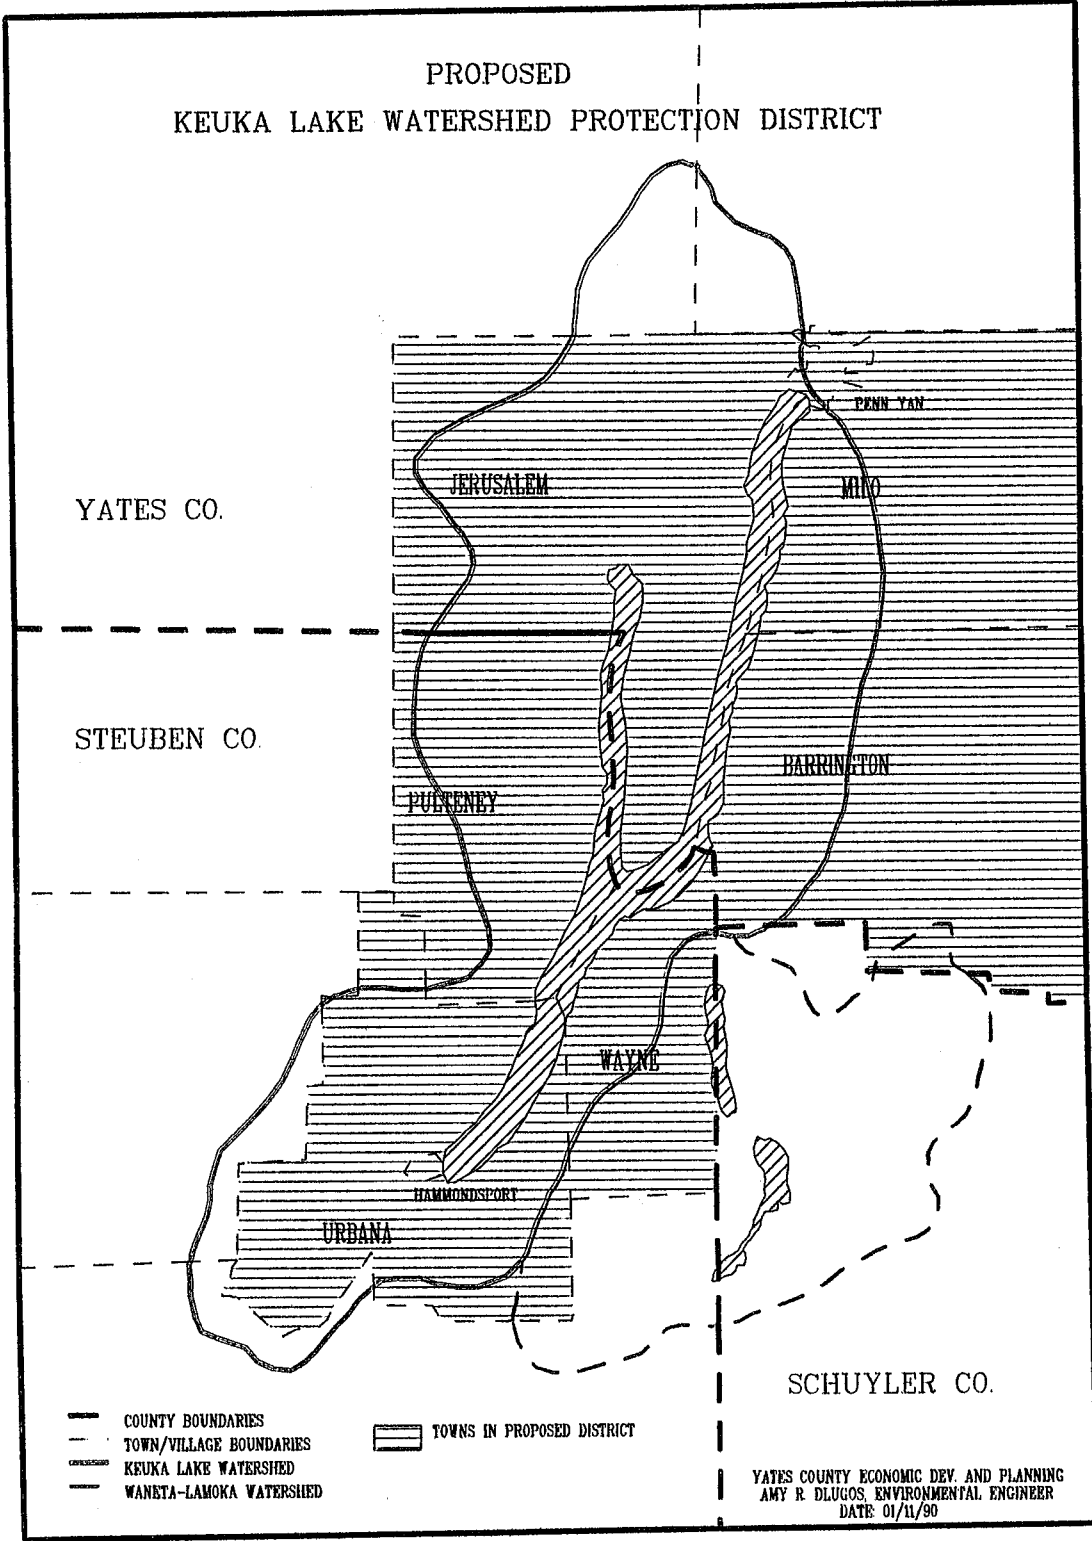 PROPOSED
KEUKA LAKE WATERSHED PROTECTION DISTRICT
PENN YAN
JERUSALEM
MILO
YATES CO.
STEUBEN CO.
BARRINGTON
PULTENEY
WAYNE
HAMMONDSPORT
URBANA
SCHUYLER CO.
COUNTY BOUNDARIES
TOWN/VILLAGE BOUNDARIES
KEUKA LAKE WATERSHED
WANETA-LAMOKA WATERSHED
TOWNS IN PROPOSED DISTRICT
YATES COUNTY ECONOMIC DEV. AND PLANNING
AMY R. DLUGOS, ENVIRONMENTAL ENGINEER
DATE: 01/11/90